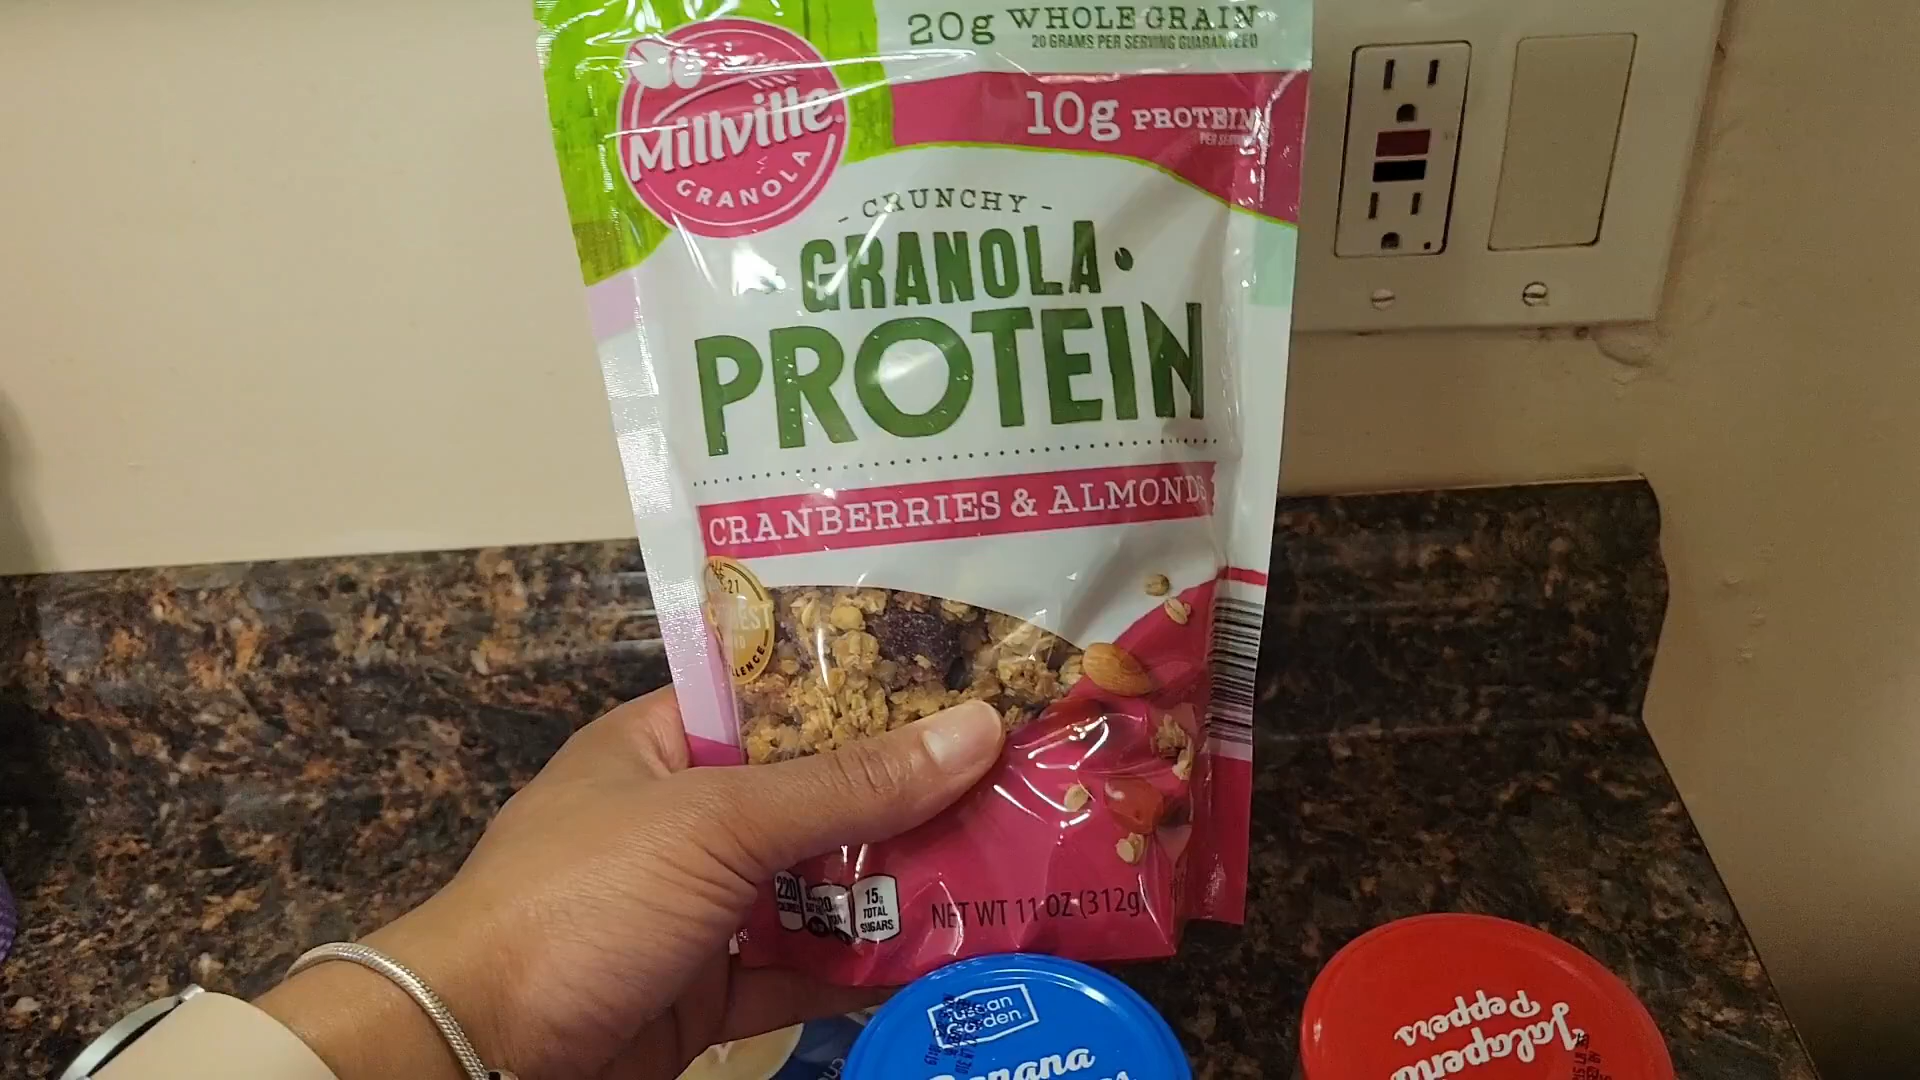 20g WHOLE GRAIN
20 GRAMS PER SERVING GUARANTEED
10g PROTEIN
Millville®
GRANOLA
- CRUNCHY -
GRANOLA
PROTEIN
CRANBERRIES & ALMONDS
220
15g
TOTAL
SUGARS
NET WT 11 OZ (312g)
Tuscan
Garden
Banana
Jalapeno
Peppers